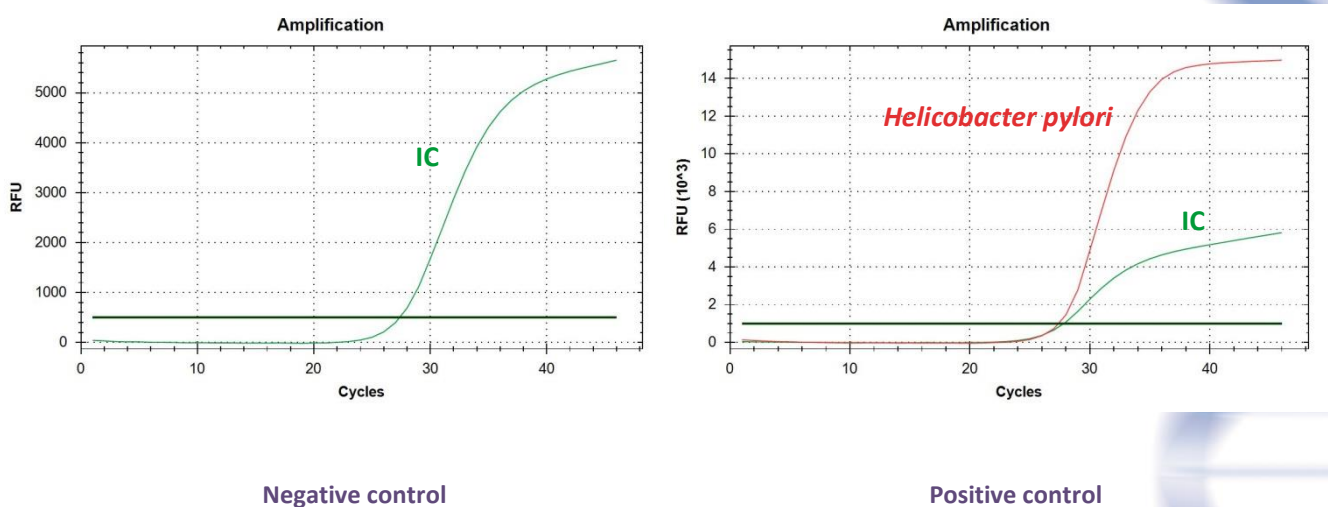 Amplification
5000
4000
3000
2000
1000
0
RFU
IC
0 10 20 30 40
Cycles
Negative control
Amplification
14
12
10
8
6
4
2
0
RFU (10^3)
Helicobacter pylori
IC
0 10 20 30 40
Cycles
Positive control